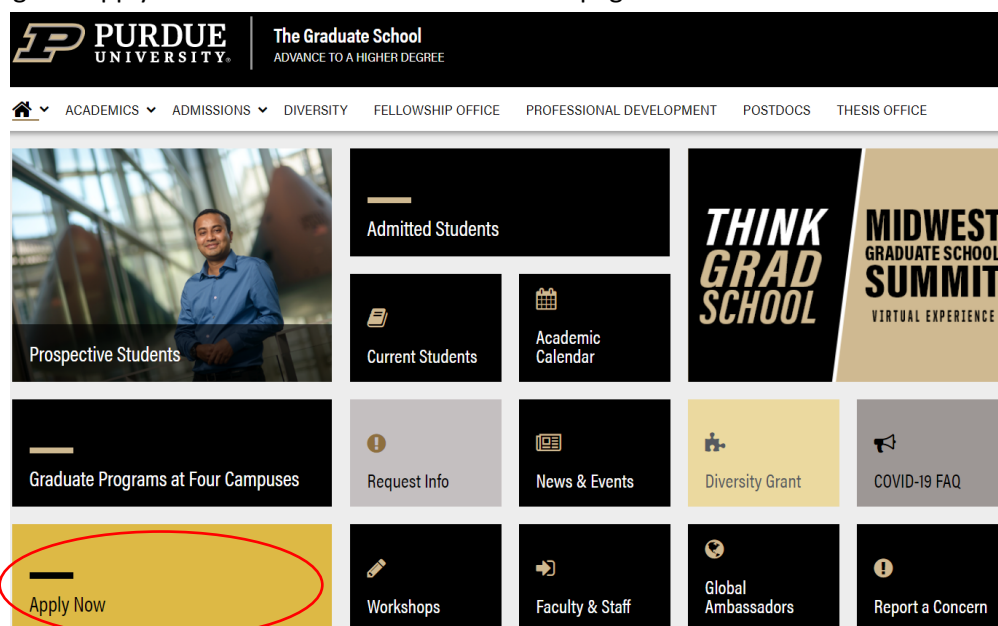 PURDUE
UNIVERSITY®
The Graduate School
ADVANCE TO A HIGHER DEGREE
ACADEMICS ADMISSIONS DIVERSITY FELLOWSHIP OFFICE PROFESSIONAL DEVELOPMENT POSTDOCS THESIS OFFICE
Prospective Students
Admitted Students
Current Students
Academic
Calendar
THINK
GRAD
SCHOOL
MIDWEST
GRADUATE SCHOOL
SUMMIT
VIRTUAL EXPERIENCE
Graduate Programs at Four Campuses
Request Info
News & Events
Diversity Grant
COVID-19 FAQ
Apply Now
Workshops
Faculty & Staff
Global
Ambassadors
Report a Concern